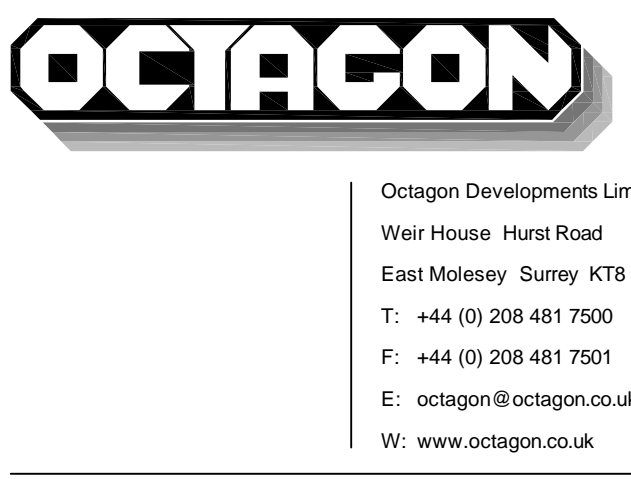 OCTAGON
Octagon Developments
Weir House Hurst Road
East Molesey Surrey KT8
T: +44 (0) 208 481 7500
F: +44 (0) 208 481 7501
E: octagon@octagon.co.uk
W: www.octagon.co.uk